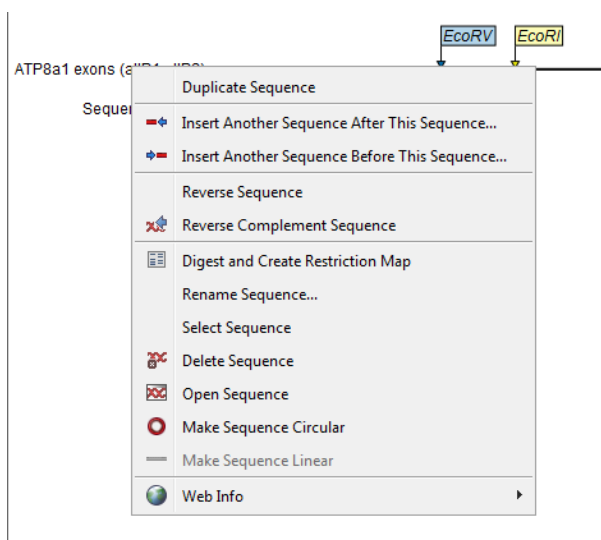 EcoRV EcoRI
ATP8a1 exons
Duplicate Sequence
Insert Another Sequence After This Sequence...
Insert Another Sequence Before This Sequence...
Reverse Sequence
Reverse Complement Sequence
Digest and Create Restriction Map
Rename Sequence...
Select Sequence
Delete Sequence
Open Sequence
Make Sequence Circular
Make Sequence Linear
Web Info